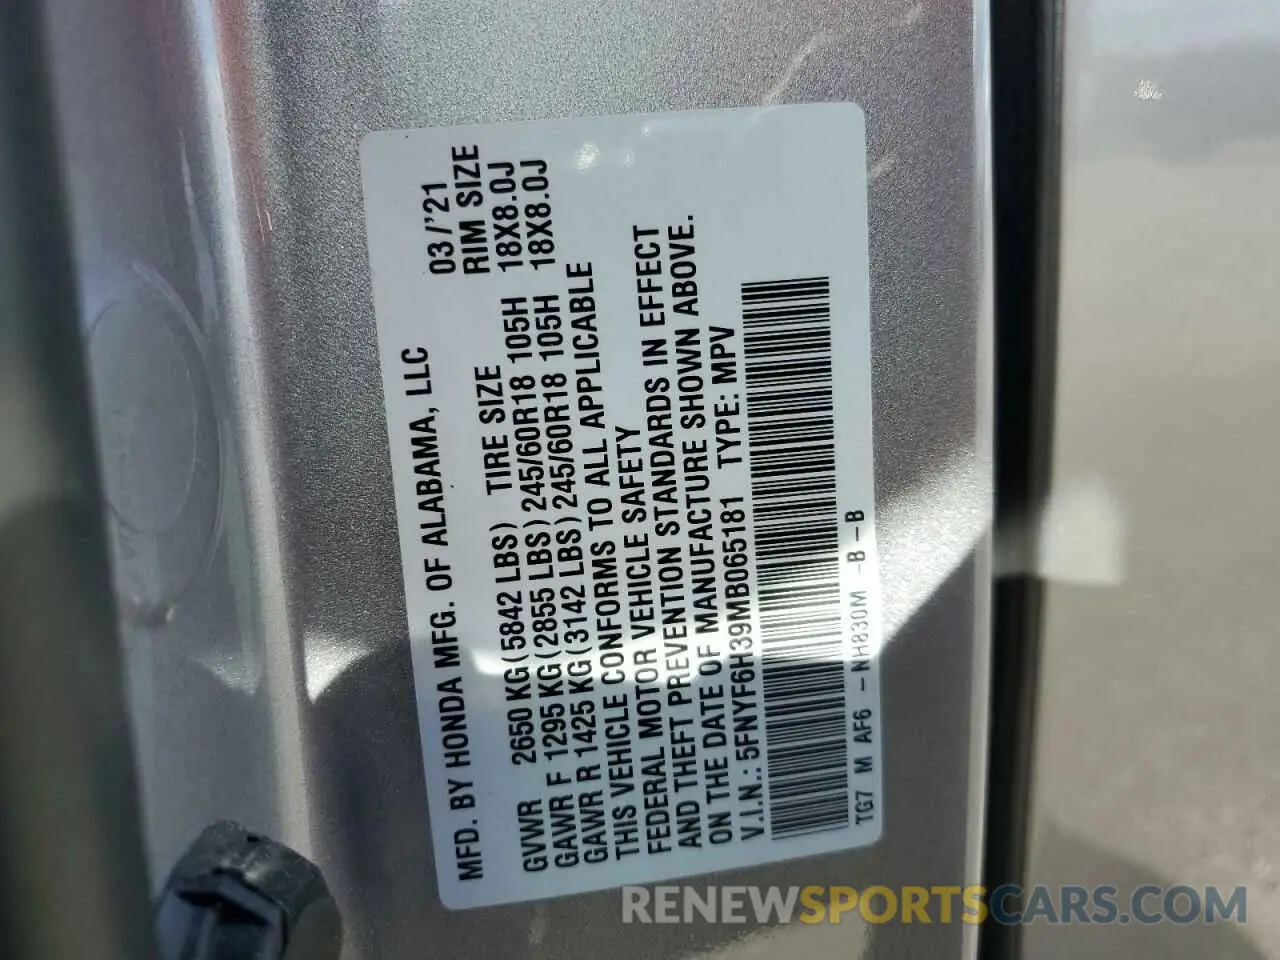 MFD. BY HONDA MFG. OF ALABAMA, LLC 03/'21
GVWR 2650 KG (5842 LBS) TIRE SIZE RIM SIZE
GAWR F 1295 KG (2855 LBS) 245/60R18 105H 18X8.0J
GAWR R 1425 KG (3142 LBS) 245/60R18 105H 18X8.0J
THIS VEHICLE CONFORMS TO ALL APPLICABLE
FEDERAL MOTOR VEHICLE SAFETY
AND THEFT PREVENTION STANDARDS IN EFFECT
ON THE DATE OF MANUFACTURE SHOWN ABOVE.
V.I.N.: 5FNYF6H39MB065181 TYPE: MPV
TG7 M AF6 - NH830M -B -B
RENEWSPORTSCARS.COM